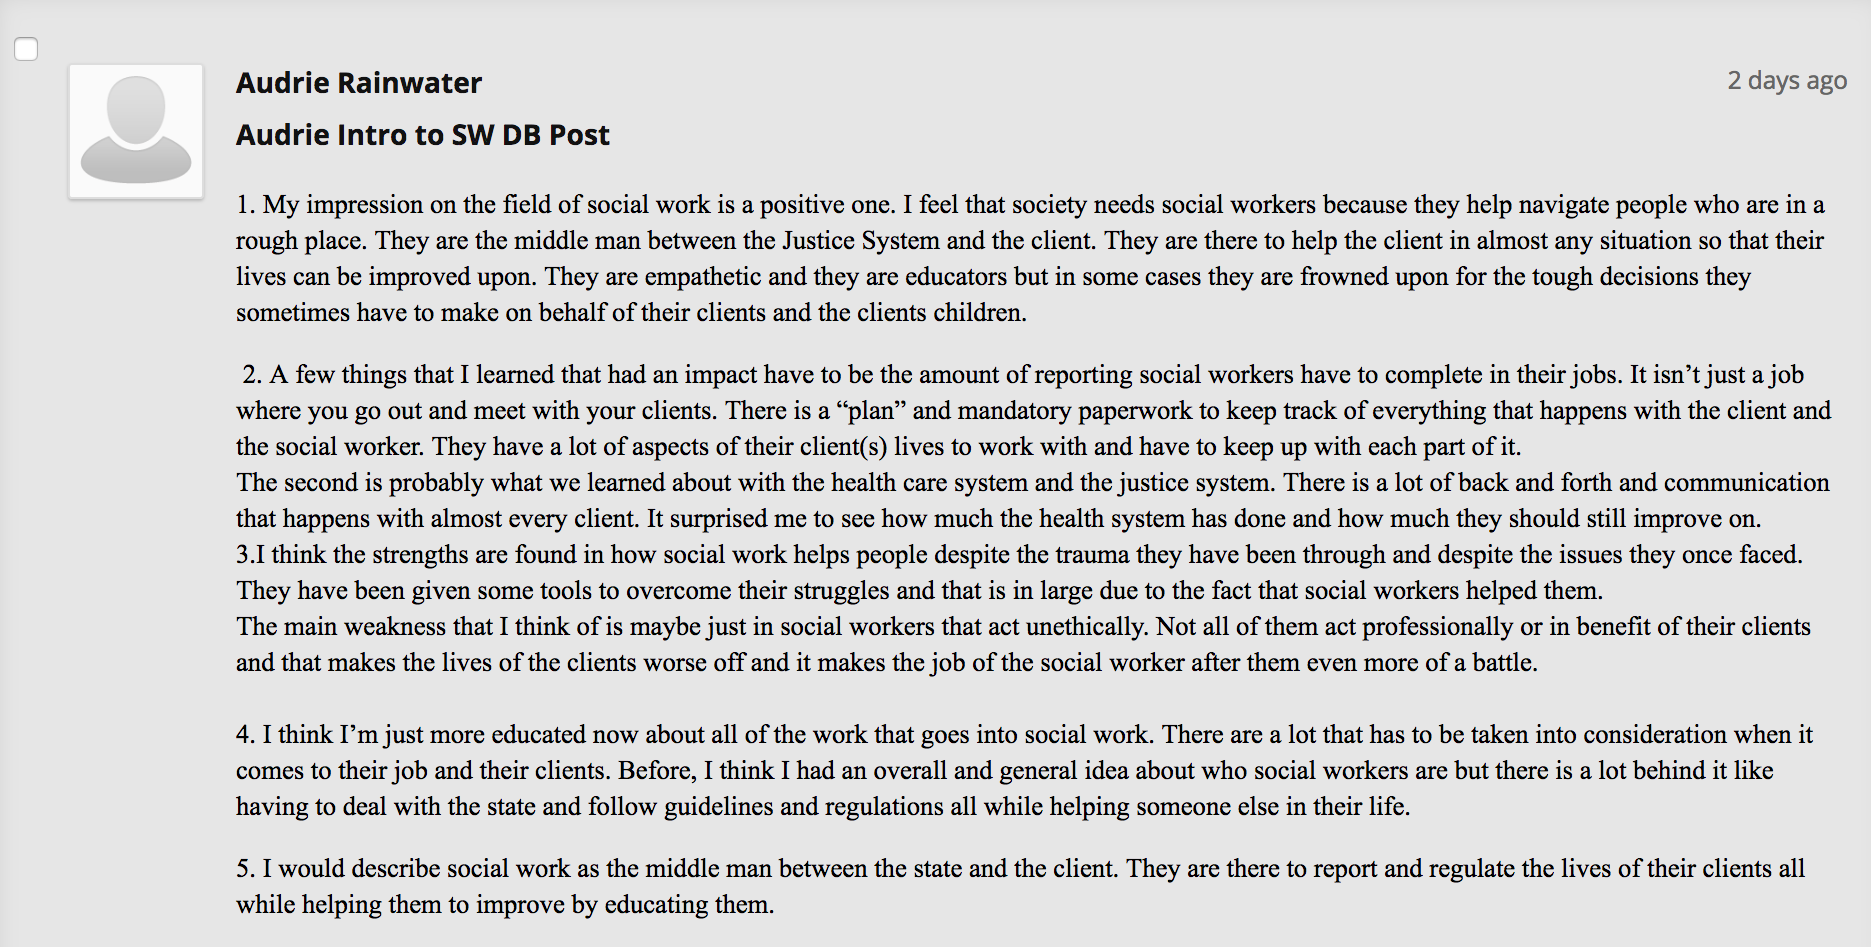 Audrie Rainwater
2 days ago
Audrie Intro to SW DB Post
1. My impression on the field of social work is a positive one. I feel that society needs social workers because they help navigate people who are in a
rough place. They are the middle man between the Justice System and the client. They are there to help the client in almost any situation so that their
lives can be improved upon. They are empathetic and they are educators but in some cases they are frowned upon for the tough decisions they
sometimes have to make on behalf of their clients and the clients children.
2. A few things that I learned that had an impact have to be the amount of reporting social workers have to complete in their jobs. It isn’t just a job
where you go out and meet with your clients. There is a “plan” and mandatory paperwork to keep track of everything that happens with the client and
the social worker. They have a lot of aspects of their client(s) lives to work with and have to keep up with each part of it.
The second is probably what we learned about with the health care system and the justice system. There is a lot of back and forth and communication
that happens with almost every client. It surprised me to see how much the health system has done and how much they should still improve on.
3.I think the strengths are found in how social work helps people despite the trauma they have been through and despite the issues they once faced.
They have been given some tools to overcome their struggles and that is in large due to the fact that social workers helped them.
The main weakness that I think of is maybe just in social workers that act unethically. Not all of them act professionally or in benefit of their clients
and that makes the lives of the clients worse off and it makes the job of the social worker after them even more of a battle.
4. I think I’m just more educated now about all of the work that goes into social work. There are a lot that has to be taken into consideration when it
comes to their job and their clients. Before, I think I had an overall and general idea about who social workers are but there is a lot behind it like
having to deal with the state and follow guidelines and regulations all while helping someone else in their life.
5. I would describe social work as the middle man between the state and the client. They are there to report and regulate the lives of their clients all
while helping them to improve by educating them.